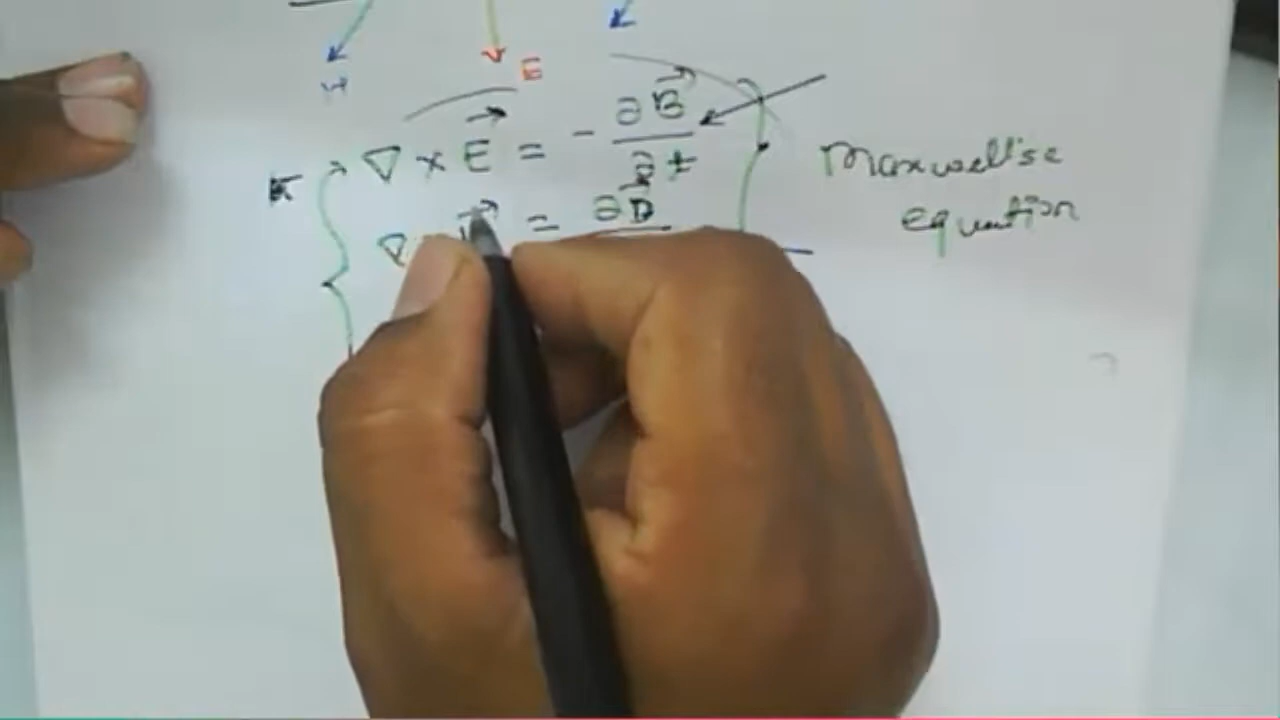 H E
∇ × E⃗ = - ∂B⃗ / ∂t
Maxwell'se
equation
∇ = ∂D⃗